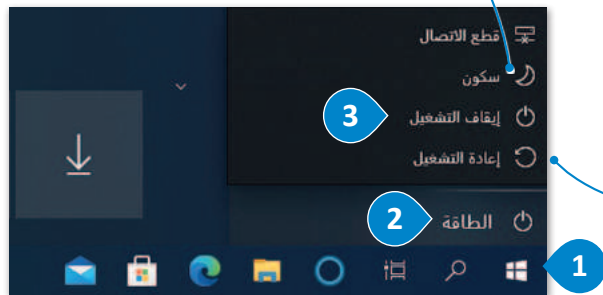 قطع الاتصال
سكون
إيقاف التشغيل
3
إعادة التشغيل
الطاقة
2
1